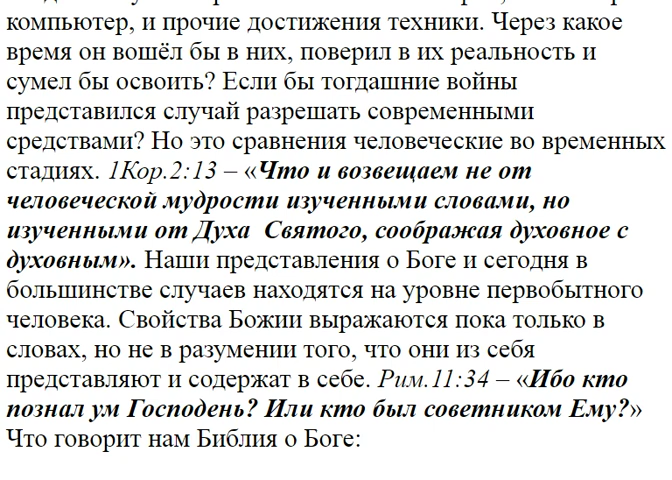 компьютер, и прочие достижения техники. Через какое
время он вошёл бы в них, поверил в их реальность и
сумел бы освоить? Если бы тогдашние войны
представился случай разрешать современными
средствами? Но это сравнения человеческие во временных
стадиях. 1Кор.2:13 – «Что и возвещаем не от
человеческой мудрости изученными словами, но
изученными от Духа Святого, соображая духовное с
духовным». Наши представления о Боге и сегодня в
большинстве случаев находятся на уровне первобытного
человека. Свойства Божии выражаются пока только в
словах, но не в разумении того, что они из себя
представляют и содержат в себе. Рим.11:34 – «Ибо кто
познал ум Господень? Или кто был советником Ему?»
Что говорит нам Библия о Боге: